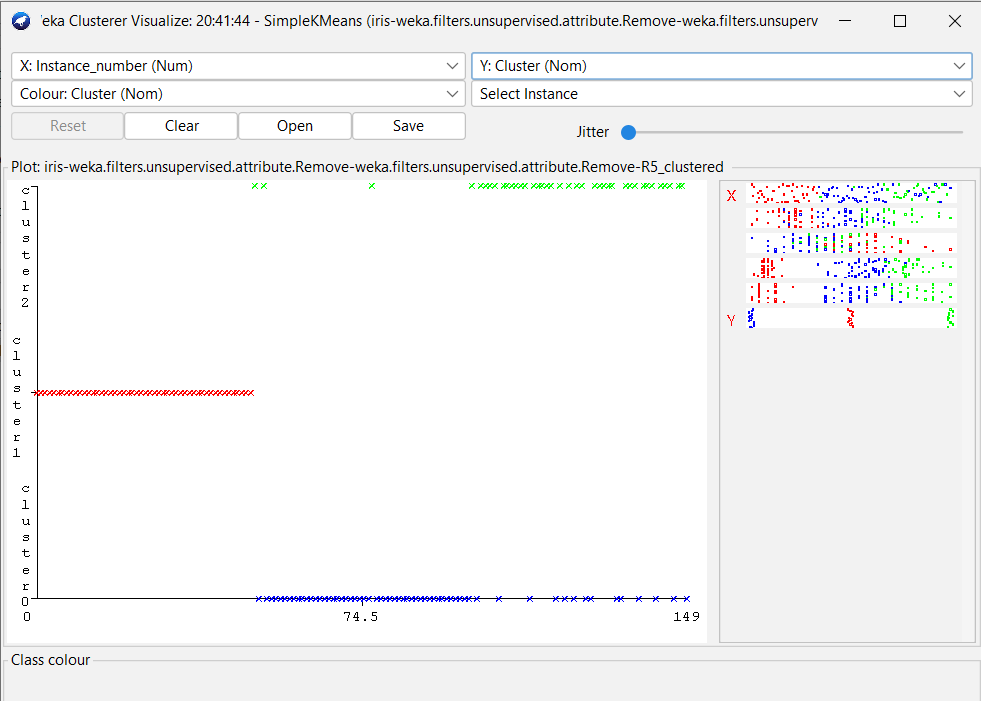 'eka Clusterer Visualize: 20:41:44 - SimpleKMeans (iris-weka.filters.unsupervised.attribute.Remove-weka.filters.unsuperv
X: Instance_number (Num)
Y: Cluster (Nom)
Colour: Cluster (Nom)
Select Instance
Reset
Clear
Open
Save
Jitter
Plot: iris-weka.filters.unsupervised.attribute.Remove-weka.filters.unsupervised.attribute.Remove-R5_clustered
cluster2
cluster1
cluster0
0
74.5
149
X
Y
Class colour